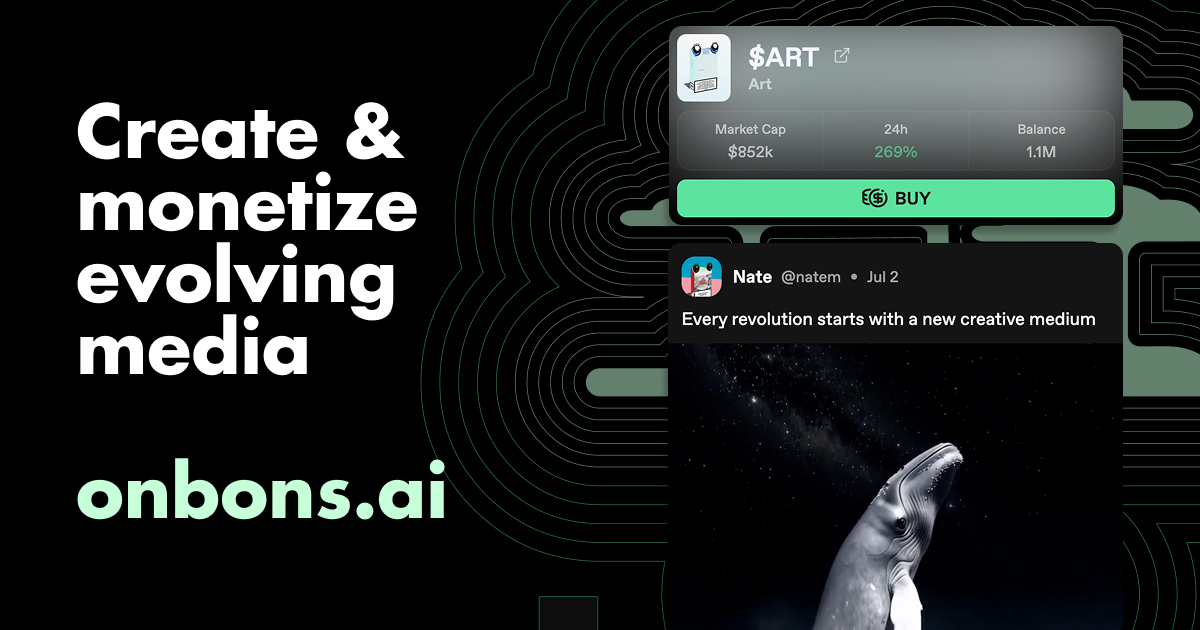 Create &
monetize
evolving
media
onbons.ai
$ART
Art
Market Cap
24h
Balance
$852k
269%
1.1M
BUY
Nate @natem • Jul 2
Every revolution starts with a new creative medium